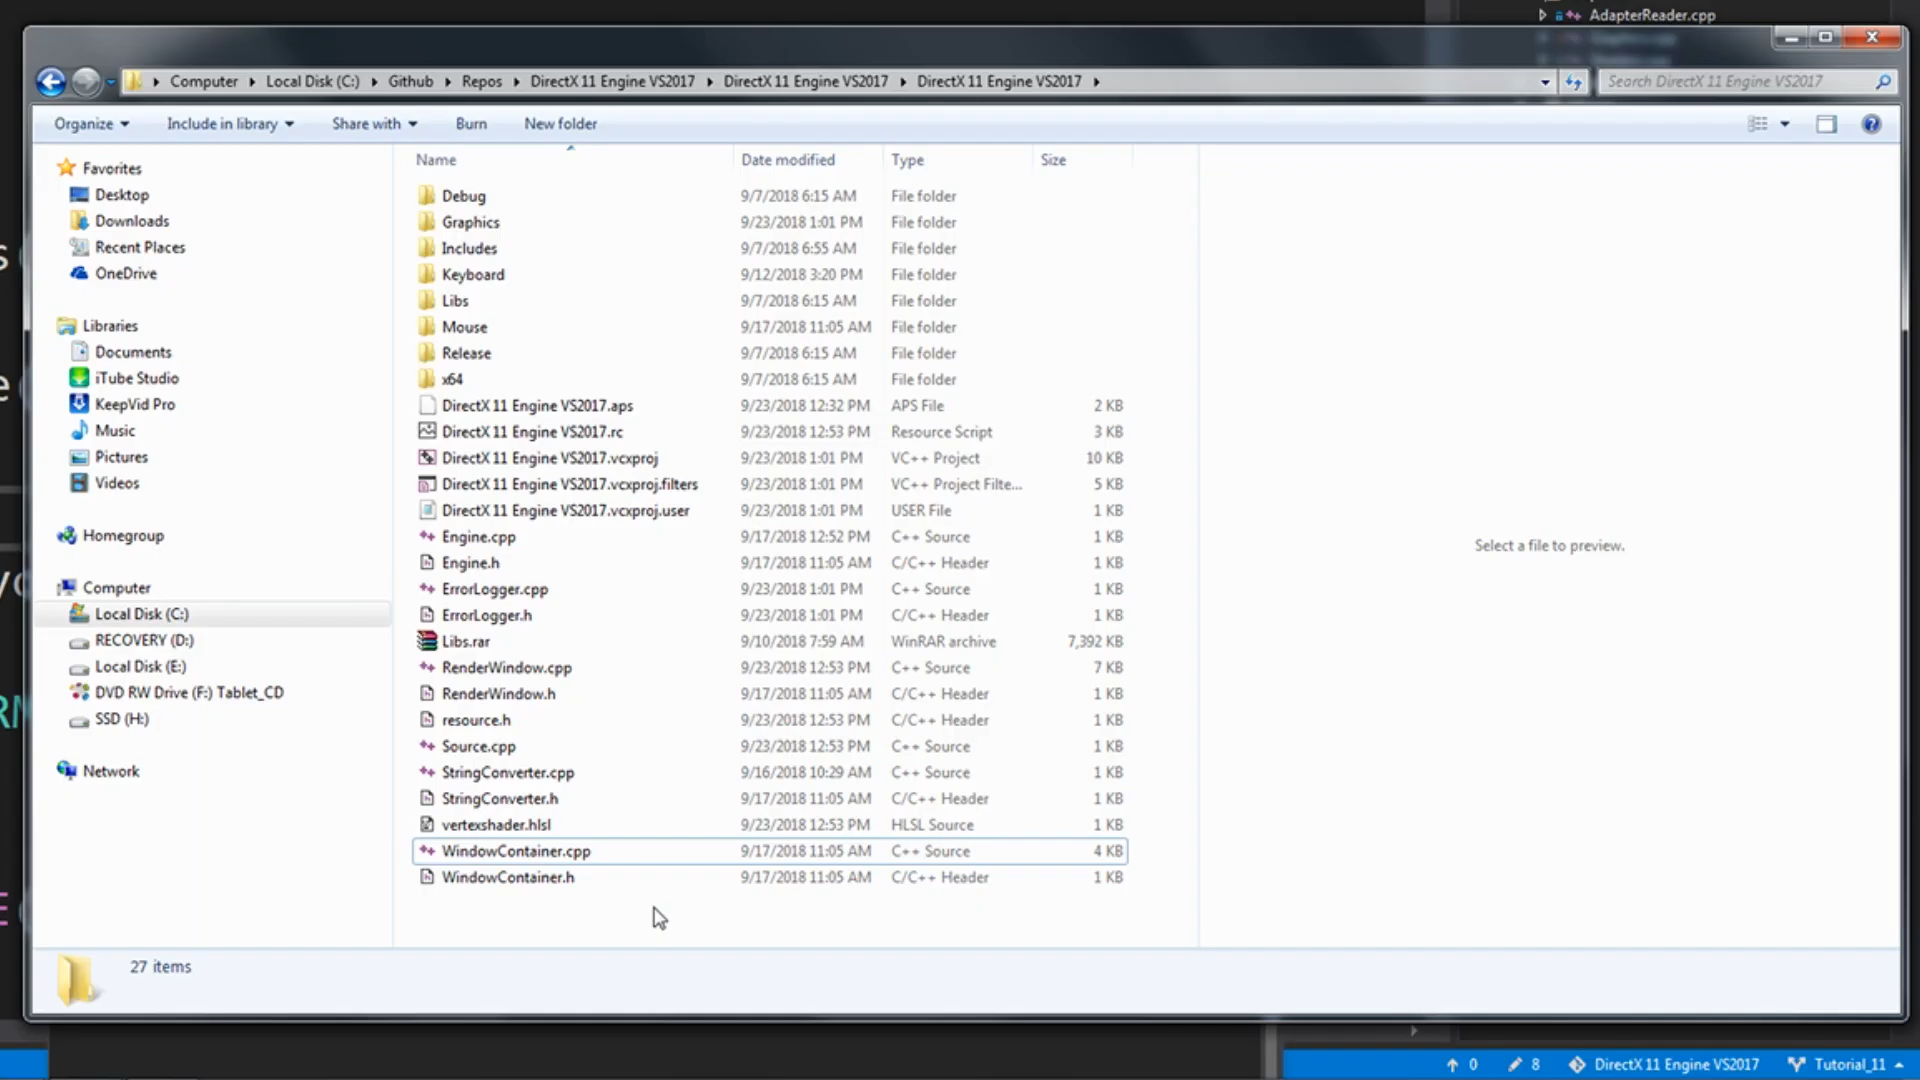 AdapterReader.cpp
Computer Local Disk (C:) Github Repos DirectX 11 Engine VS2017 DirectX 11 Engine VS2017 DirectX 11 Engine VS2017 Search DirectX 11 Engine VS2017
Organize Include in library Share with Burn New folder
Name Date modified Type Size
Favorites
Desktop
Downloads
Recent Places
OneDrive
Libraries
Documents
iTube Studio
KeepVid Pro
Music
Pictures
Videos
Homegroup
Computer
Local Disk (C:)
RECOVERY (D:)
Local Disk (E:)
DVD RW Drive (F:) Tablet_CD
SSD (H:)
Network
Debug 9/7/2018 6:15 AM File folder
Graphics 9/23/2018 1:01 PM File folder
Includes 9/7/2018 6:55 AM File folder
Keyboard 9/12/2018 3:20 PM File folder
Libs 9/7/2018 6:15 AM File folder
Mouse 9/17/2018 11:05 AM File folder
Release 9/7/2018 6:15 AM File folder
x64 9/7/2018 6:15 AM File folder
DirectX 11 Engine VS2017.aps 9/23/2018 12:32 PM APS File 2 KB
DirectX 11 Engine VS2017.rc 9/23/2018 12:53 PM Resource Script 3 KB
DirectX 11 Engine VS2017.vcxproj 9/23/2018 1:01 PM VC++ Project 10 KB
DirectX 11 Engine VS2017.vcxproj.filters 9/23/2018 1:01 PM VC++ Project Filte... 5 KB
DirectX 11 Engine VS2017.vcxproj.user 9/23/2018 1:01 PM USER File 1 KB
Engine.cpp 9/17/2018 12:52 PM C++ Source 1 KB
Engine.h 9/17/2018 11:05 AM C/C++ Header 1 KB
ErrorLogger.cpp 9/23/2018 1:01 PM C++ Source 1 KB
ErrorLogger.h 9/23/2018 1:01 PM C/C++ Header 1 KB
Libs.rar 9/10/2018 7:59 AM WinRAR archive 7,392 KB
RenderWindow.cpp 9/23/2018 12:53 PM C++ Source 7 KB
RenderWindow.h 9/17/2018 11:05 AM C/C++ Header 1 KB
resource.h 9/23/2018 12:53 PM C/C++ Header 1 KB
Source.cpp 9/23/2018 12:53 PM C++ Source 1 KB
StringConverter.cpp 9/16/2018 10:29 AM C++ Source 1 KB
StringConverter.h 9/17/2018 11:05 AM C/C++ Header 1 KB
vertexshader.hlsl 9/23/2018 12:53 PM HLSL Source 1 KB
WindowContainer.cpp 9/17/2018 11:05 AM C++ Source 4 KB
WindowContainer.h 9/17/2018 11:05 AM C/C++ Header 1 KB
Select a file to preview.
27 items
0 8 DirectX 11 Engine VS2017 Tutorial_11